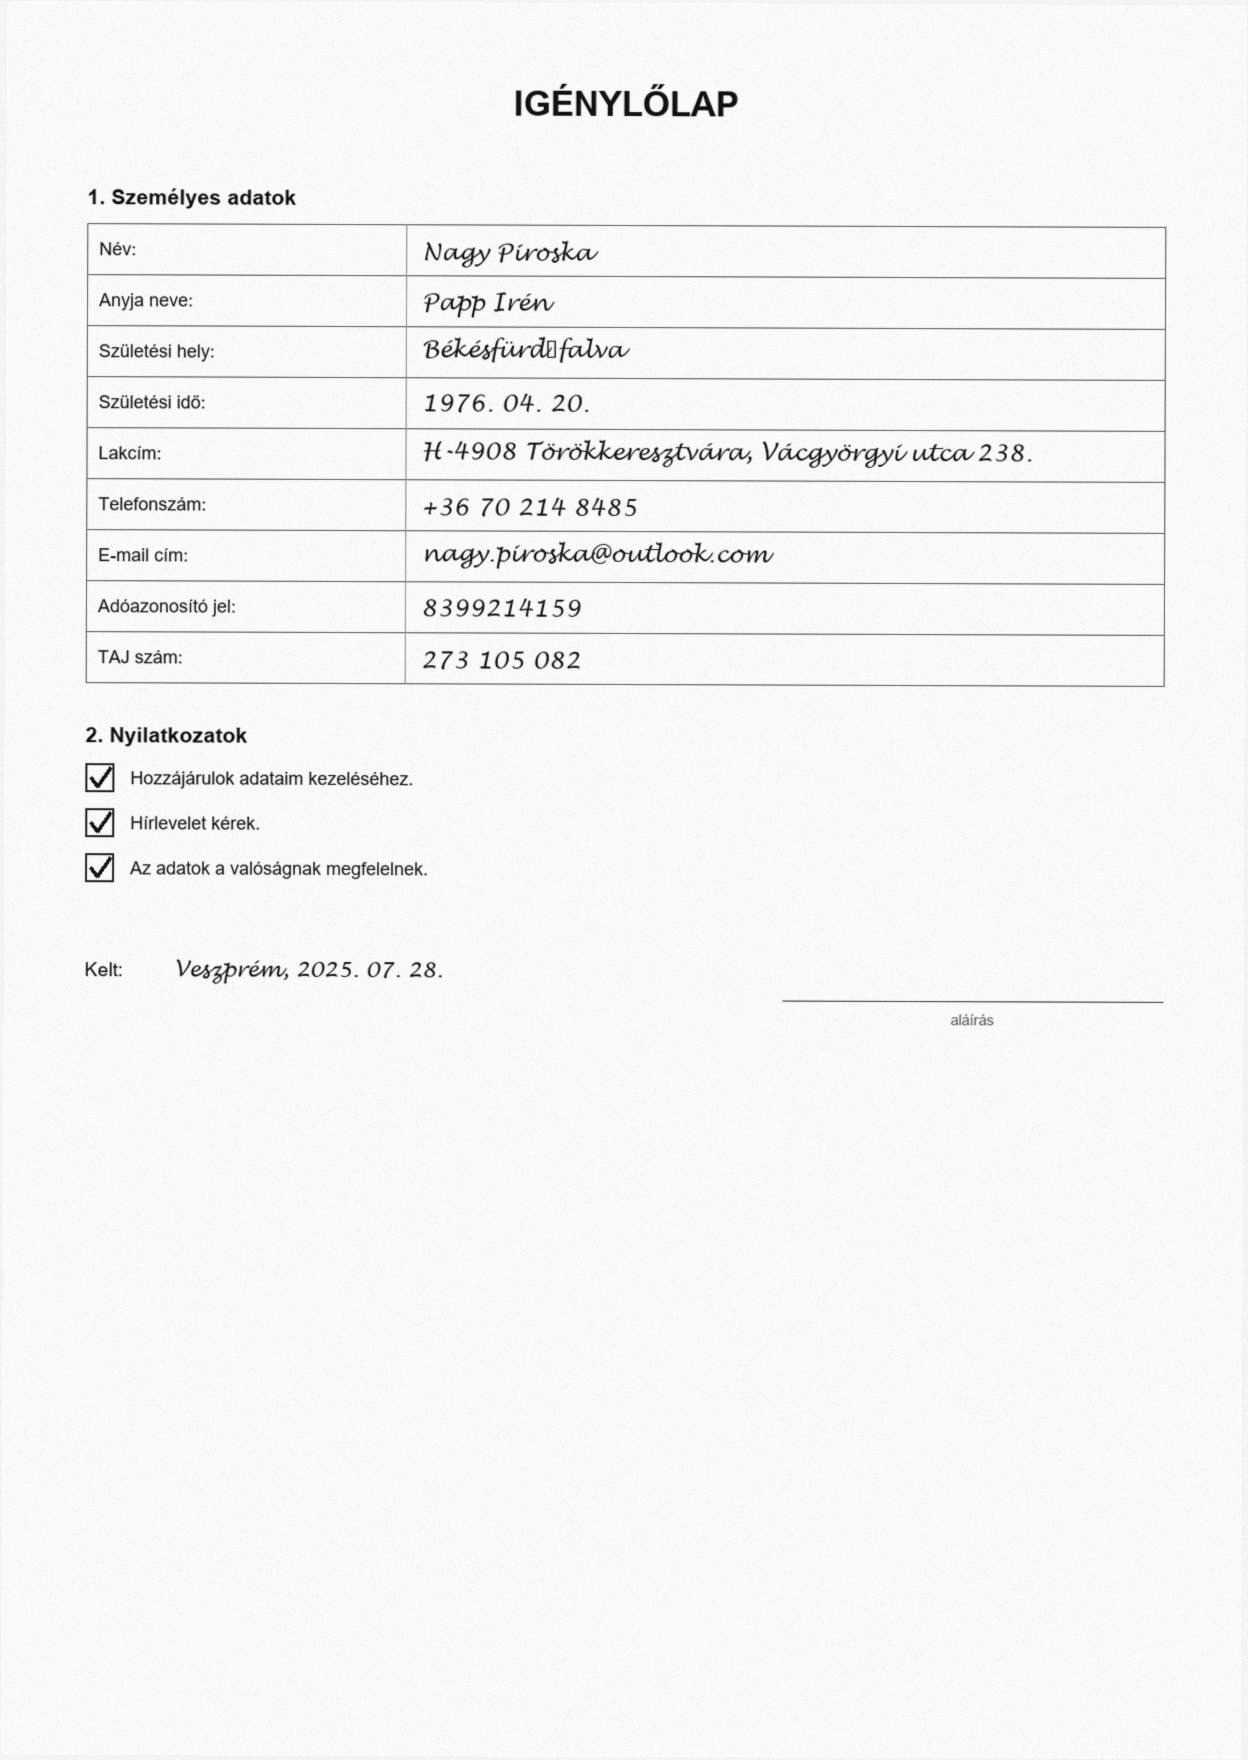 IGÉNYLŐLAP
1. Személyes adatok
Név: Nagy Piroska
Anyja neve: Papp Irén
Születési hely: Békésfürd▯falva
Születési idő: 1976. 04. 20.
Lakcím: H-4908 Törökkeresztvára, Vácgyörgyi utca 238.
Telefonszám: +36 70 214 8485
E-mail cím: nagy.piroska@outlook.com
Adóazonosító jel: 8399214159
TAJ szám: 273 105 082
2. Nyilatkozatok
Hozzájárulok adataim kezeléséhez.
Hírlevelet kérek.
Az adatok a valóságnak megfelelnek.
Kelt: Veszprém, 2025. 07. 28.
aláírás